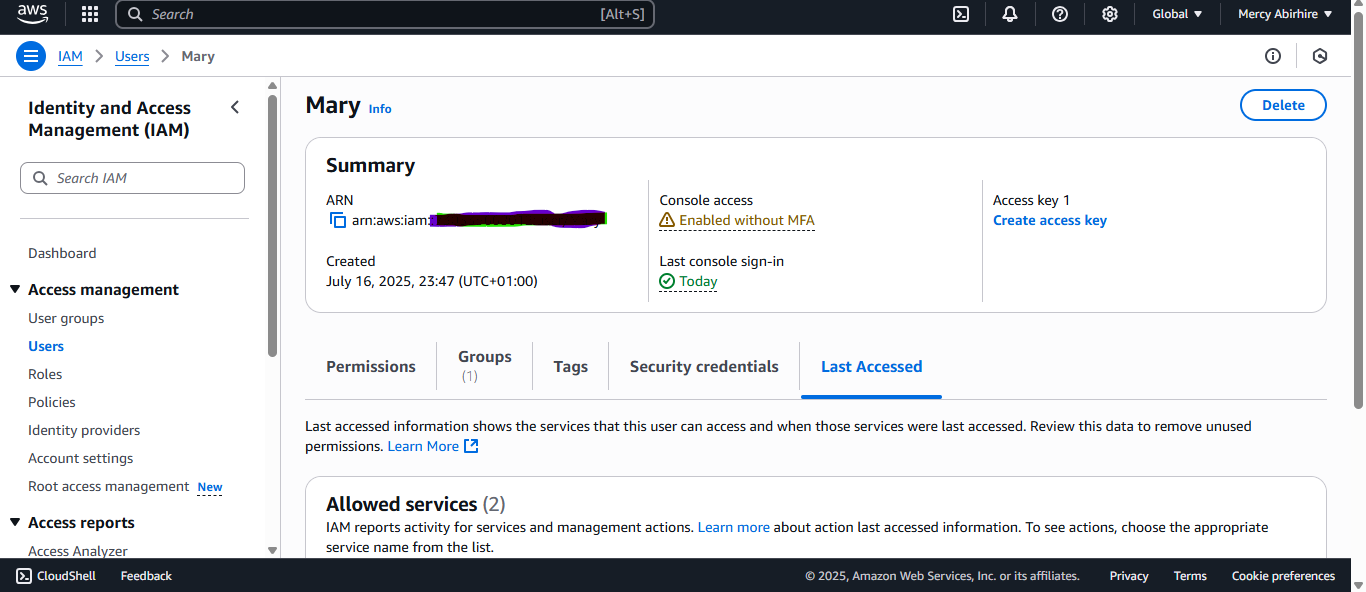 aws
Search
[Alt+S]
Global
Mercy Abirhire
IAM > Users > Mary
Identity and Access
Management (IAM)
Search IAM
Dashboard
Access management
User groups
Users
Roles
Policies
Identity providers
Account settings
Root access management New
Access reports
Access Analyzer
Mary Info
Delete
Summary
ARN
arn:aws:iam:
Created
July 16, 2025, 23:47 (UTC+01:00)
Console access
Enabled without MFA
Last console sign-in
Today
Access key 1
Create access key
Permissions
Groups
(1)
Tags
Security credentials
Last Accessed
Last accessed information shows the services that this user can access and when those services were last accessed. Review this data to remove unused
permissions. Learn More
Allowed services (2)
IAM reports activity for services and management actions. Learn more about action last accessed information. To see actions, choose the appropriate
service name from the list.
CloudShell
Feedback
© 2025, Amazon Web Services, Inc. or its affiliates.
Privacy
Terms
Cookie preferences